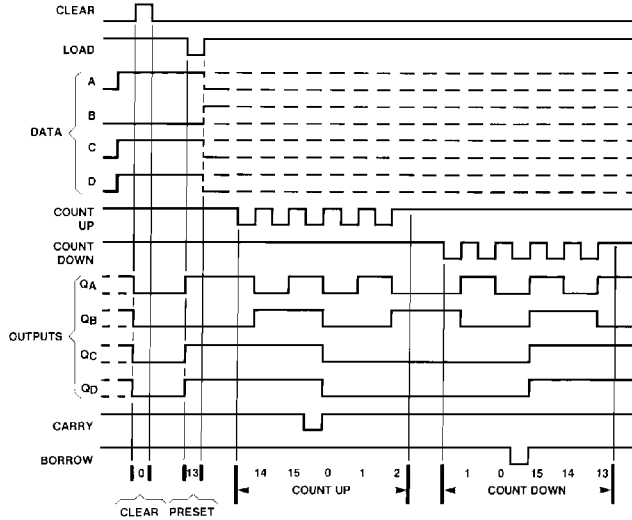 CLEAR
LOAD
A
B
DATA
C
D
COUNT
UP
COUNT
DOWN
QA
QB
OUTPUTS
QC
QD
CARRY
BORROW
0 13 14 15 0 1 2 1 0 15 14 13
COUNT UP COUNT DOWN
CLEAR PRESET